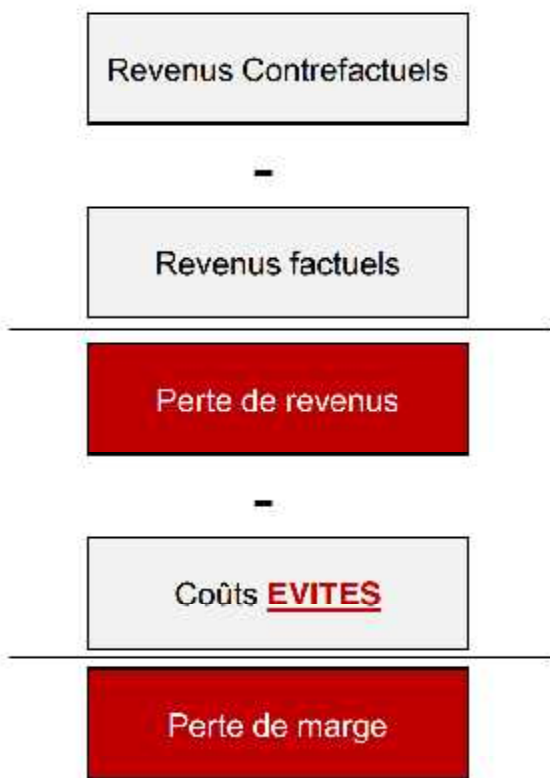 Revenus Contrefactuels
-
Revenus factuels
Perte de revenus
-
Coûts EVITES
Perte de marge